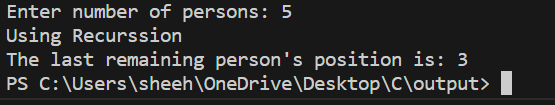 Enter number of persons: 5
Using Recurssion
The last remaining person's position is: 3
PS C:\Users\sheeh\OneDrive\Desktop\C\output>